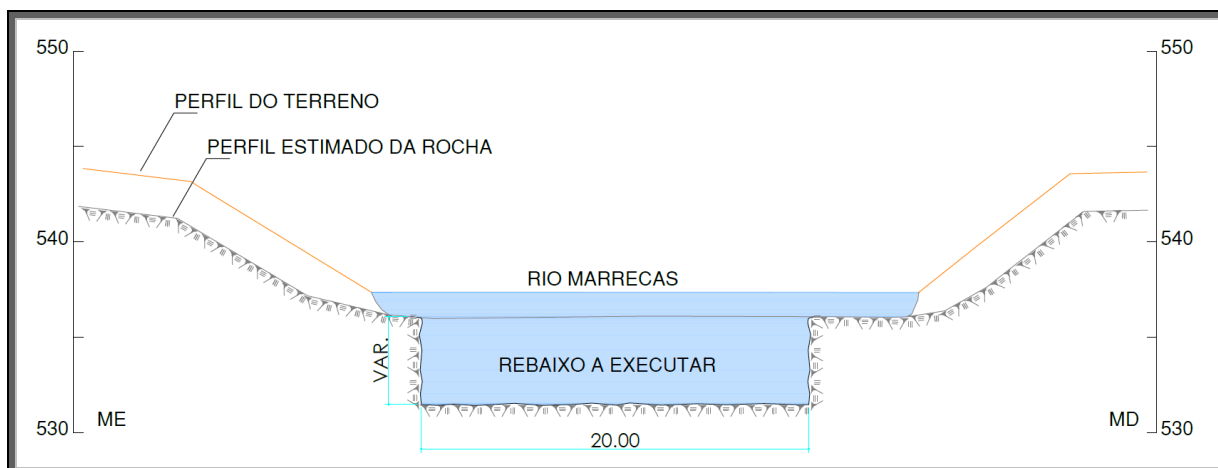 550
550
PERFIL DO TERRENO
PERFIL ESTIMADO DA ROCHA
540
540
RIO MARRECAS
VAR.
REBAIXO A EXECUTAR
ME
MD
530
530
20.00